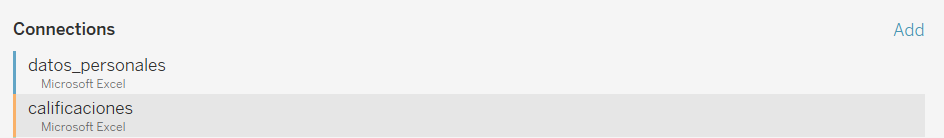 Connections Add
datos_personales
Microsoft Excel
calificaciones
Microsoft Excel